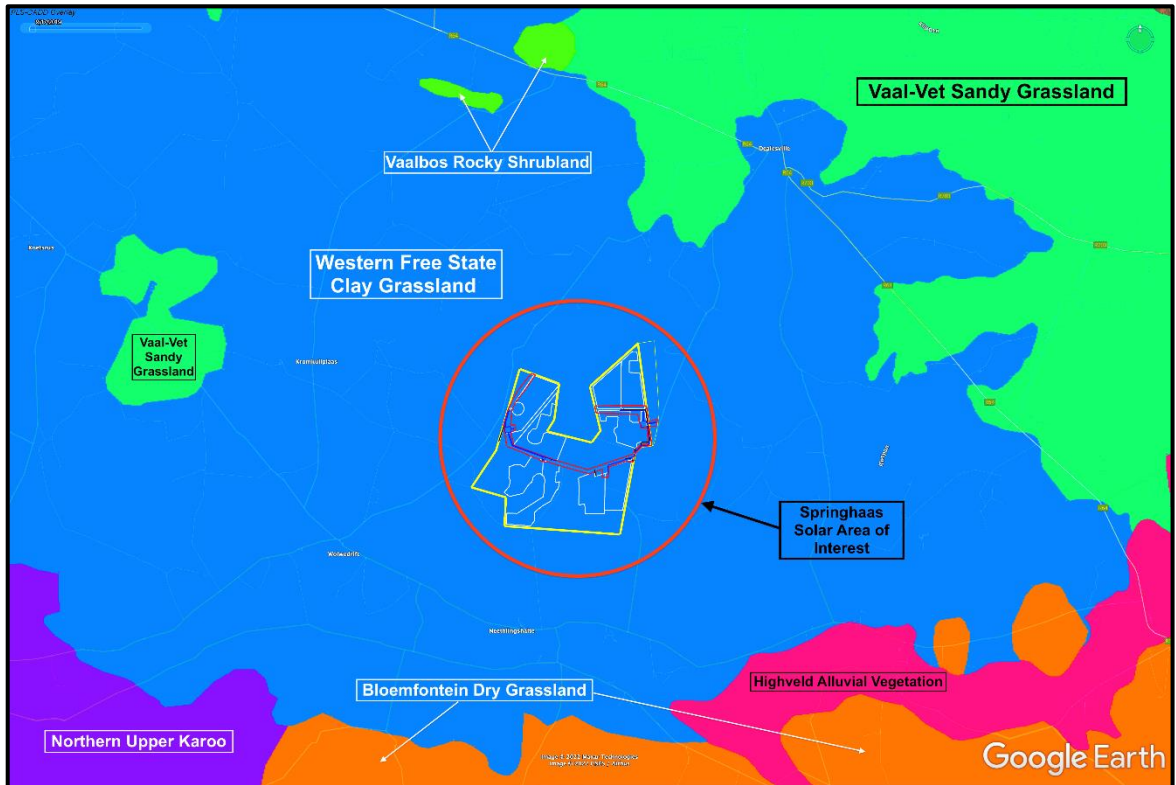 Vaal-Vet Sandy Grassland
Vaalbos Rocky Shrubland
Dealesville
Western Free State
Clay Grassland
Vaal-Vet
Sandy
Grassland
Springhaas
Solar Area of
Interest
Highveld Alluvial Vegetation
Bloemfontein Dry Grassland
Northern Upper Karoo
Google Earth